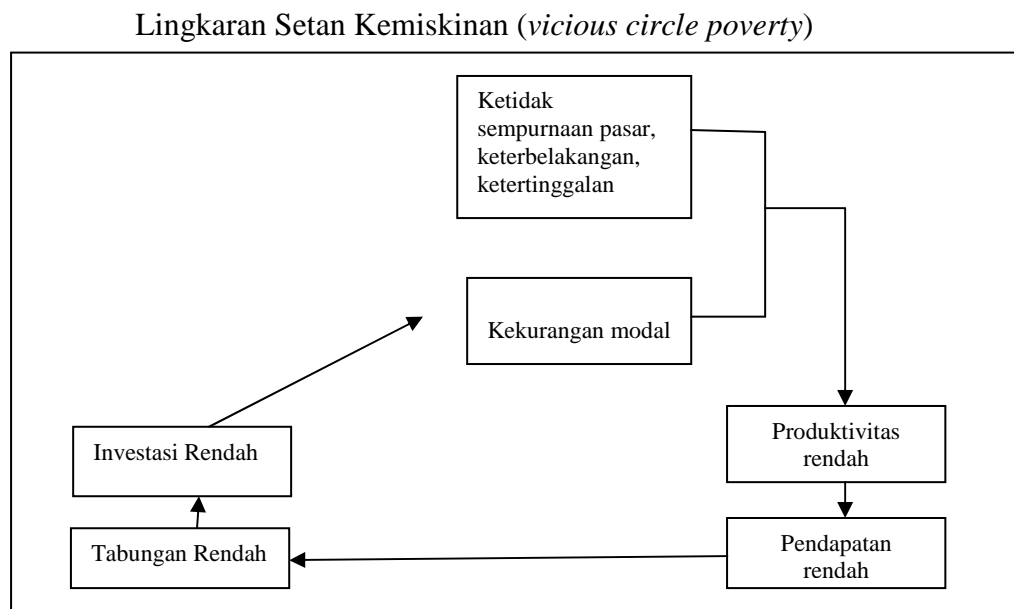 Lingkaran Setan Kemiskinan (vicious circle poverty)
Ketidak
sempurnaan pasar,
keterbelakangan,
ketertinggalan
Kekurangan modal
Investasi Rendah
Produktivitas
rendah
Tabungan Rendah
Pendapatan
rendah